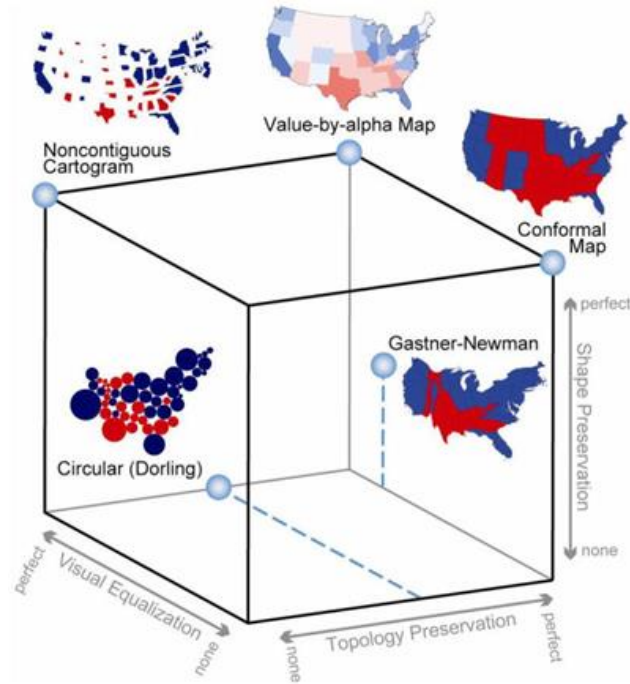 Value-by-alpha Map
Noncontiguous
Cartogram
Conformal
Map
perfect
Gastner-Newman
Shape Preservation
Circular (Dorling)
none
perfect
Visual Equalization
none
none
Topology Preservation
perfect